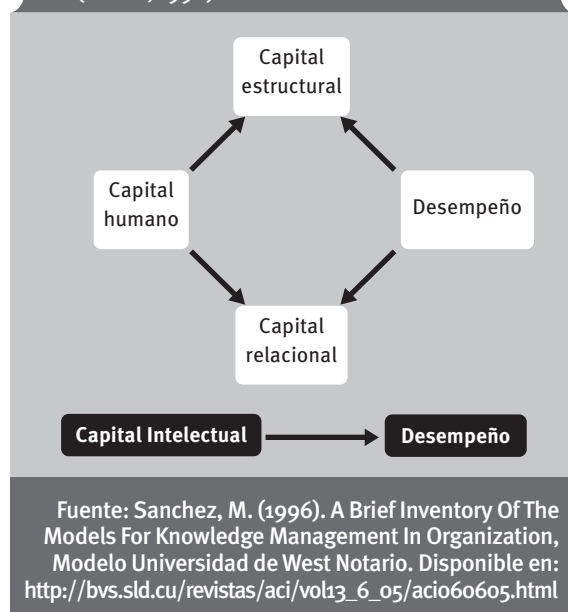 Capital
estructural
Capital
humano
Desempeño
Capital
relacional
Capital Intelectual
Desempeño
Fuente: Sanchez, M. (1996). A Brief Inventory Of The
Models For Knowledge Management In Organization,
Modelo Universidad de West Notario. Disponible en:
http://bvs.sld.cu/revistas/aci/vol13_6_05/aci060605.html